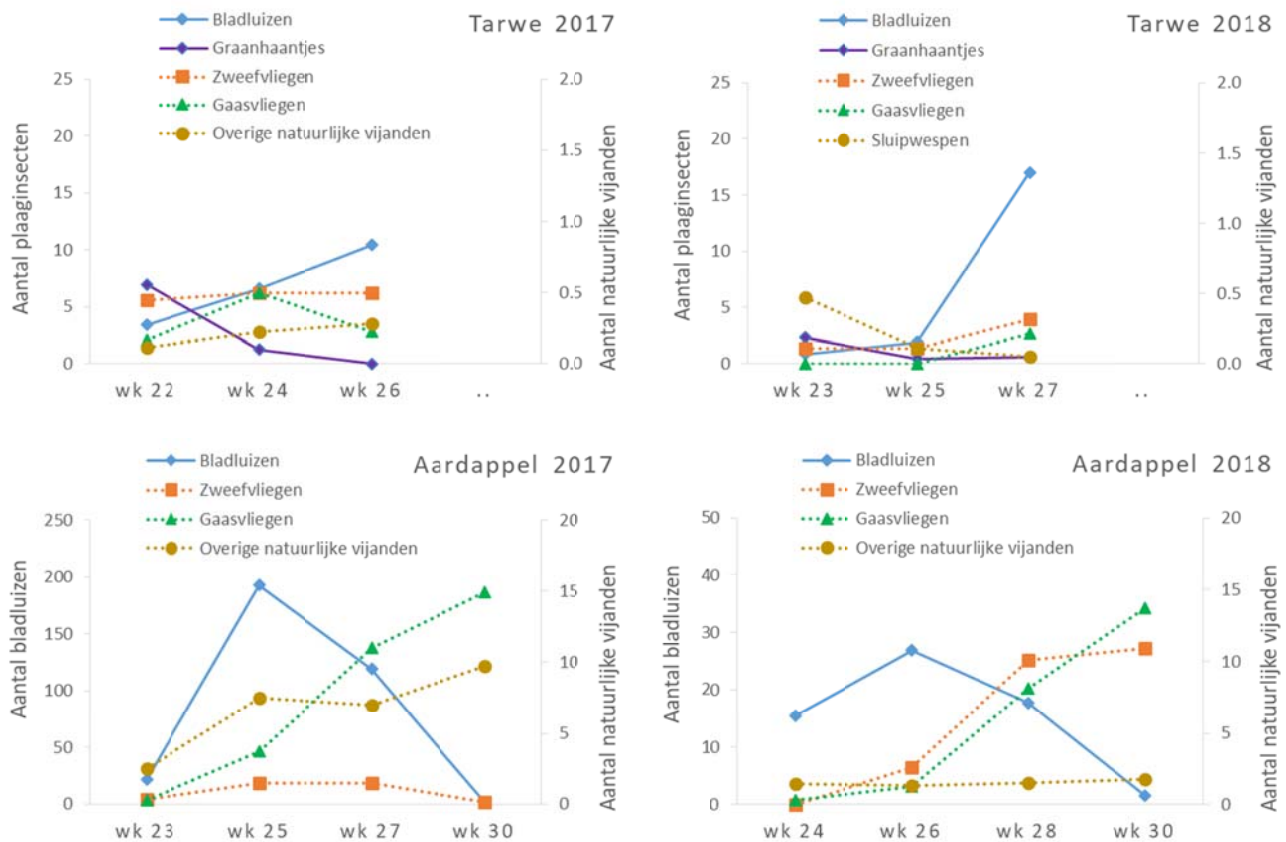 Tarwe 2017
Bladluizen
Graanhaantjes
Zweefvliegen
Gaasvliegen
Overige natuurlijke vijanden
Aantal plaaginsecten
25
20
15
10
5
0
2.0
1.5
1.0
0.5
0.0
Aantal natuurlijke vijanden
wk 22 wk 24 wk 26 ..
Tarwe 2018
Bladluizen
Graanhaantjes
Zweefvliegen
Gaasvliegen
Sluipwespen
Aantal plaaginsecten
25
20
15
10
5
0
2.0
1.5
1.0
0.5
0.0
Aantal natuurlijke vijanden
wk 23 wk 25 wk 27 ..
Aardappel 2017
Bladluizen
Zweefvliegen
Gaasvliegen
Overige natuurlijke vijanden
Aantal bladluizen
250
200
150
100
50
0
20
15
10
5
0
Aantal natuurlijke vijanden
wk 23 wk 25 wk 27 wk 30
Aardappel 2018
Bladluizen
Zweefvliegen
Gaasvliegen
Overige natuurlijke vijanden
Aantal bladluizen
50
40
30
20
10
0
20
15
10
5
0
Aantal natuurlijke vijanden
wk 24 wk 26 wk 28 wk 30